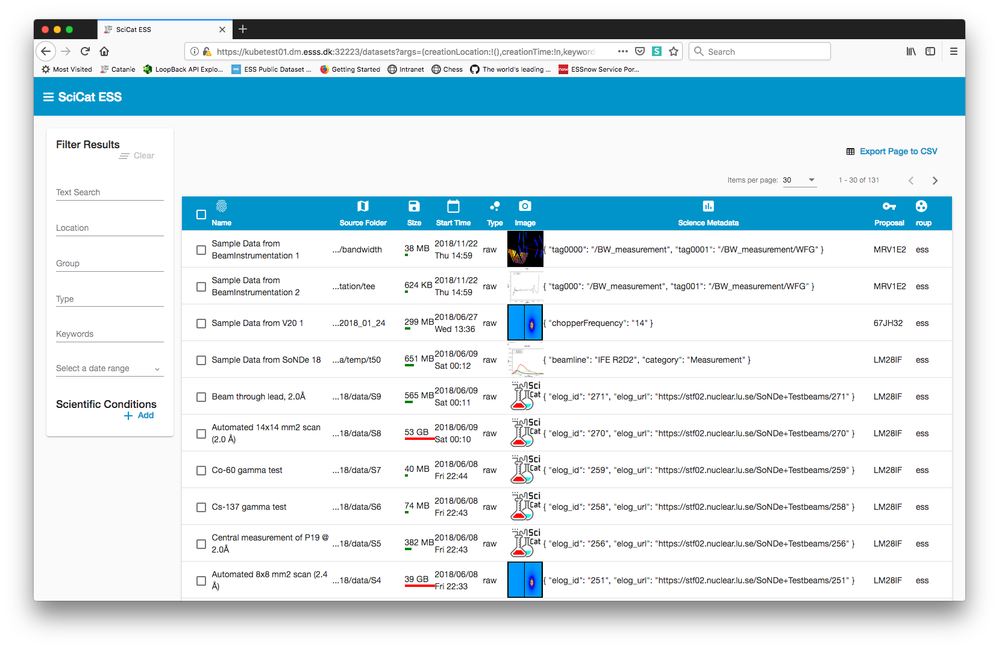 SciCat ESS
https://kubetest01.dm.esss.dk:32223/datasets?args=(creationLocation:!(),creationTime:!n,keyword
S
Search
Most Visited Catanie LoopBack API Explo... ESS Public Dataset ... Getting Started Intranet Chess The world's leading ... now ESSnow Service Por...
SciCat ESS
Filter Results
Clear
Text Search
Location
Group
Type
Keywords
Select a date range
Scientific Conditions
Add
Export Page to CSV
Items per page: 30 1 - 30 of 131
Name Source Folder Size Start Time Type Image Science Metadata Proposal roup
Sample Data from BeamInstrumentation 1 .../bandwidth 38 MB 2018/11/22 Thu 14:59 raw { "tag0000": "/BW_measurement", "tag0001": "/BW_measurement/WFG" } MRV1E2 ess
Sample Data from BeamInstrumentation 2 ...tation/tee 624 KB 2018/11/22 Thu 14:59 raw { "tag000": "/BW_measurement", "tag001": "/BW_measurement/WFG" } MRV1E2 ess
Sample Data from V20 1 ...2018_01_24 299 MB 2018/06/27 Wed 13:36 raw { "chopperFrequency": "14" } 67JH32 ess
Sample Data from SoNDe 18 ...a/temp/t50 651 MB 2018/06/09 Sat 00:12 raw { "beamline": "IFE R2D2", "category": "Measurement" } LM28IF ess
Beam through lead, 2.0Å ...18/data/S9 565 MB 2018/06/09 Sat 00:11 raw Sci Cat { "elog_id": "271", "elog_url": "https://stf02.nuclear.lu.se/SoNDe+Testbeams/271" } LM28IF ess
Automated 14x14 mm2 scan (2.0 Å) ...18/data/S8 53 GB 2018/06/09 Sat 00:10 raw Sci Cat { "elog_id": "270", "elog_url": "https://stf02.nuclear.lu.se/SoNDe+Testbeams/270" } LM28IF ess
Co-60 gamma test ...18/data/S7 40 MB 2018/06/08 Fri 22:44 raw Sci Cat { "elog_id": "259", "elog_url": "https://stf02.nuclear.lu.se/SoNDe+Testbeams/259" } LM28IF ess
Cs-137 gamma test ...18/data/S6 74 MB 2018/06/08 Fri 22:43 raw Sci Cat { "elog_id": "258", "elog_url": "https://stf02.nuclear.lu.se/SoNDe+Testbeams/258" } LM28IF ess
Central measurement of P19 @ 2.0Å ...18/data/S5 382 MB 2018/06/08 Fri 22:43 raw Sci Cat { "elog_id": "256", "elog_url": "https://stf02.nuclear.lu.se/SoNDe+Testbeams/256" } LM28IF ess
Automated 8x8 mm2 scan (2.4 Å) ...18/data/S4 39 GB 2018/06/08 Fri 22:33 raw { "elog_id": "251", "elog_url": "https://stf02.nuclear.lu.se/SoNDe+Testbeams/251" } LM28IF ess